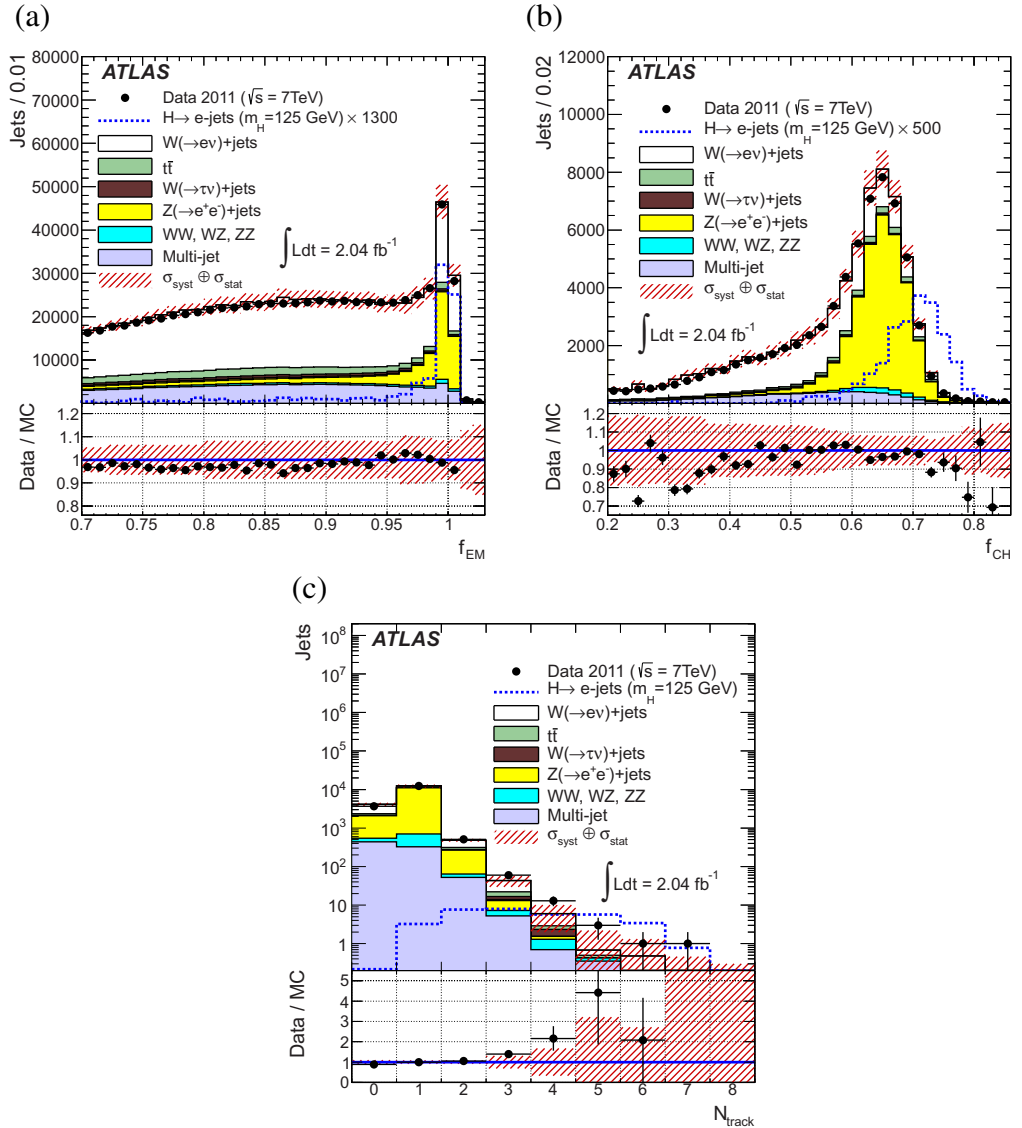 (a)
Jets / 0.01
80000
70000
60000
50000
40000
30000
20000
10000
ATLAS
Data 2011 (√s = 7TeV)
H→ e-jets (m_H=125 GeV) × 1300
W(→eν)+jets
tt̄
W(→τν)+jets
Z(→e⁺e⁻)+jets
WW, WZ, ZZ
Multi-jet
σ_syst ⊕ σ_stat
∫Ldt = 2.04 fb⁻¹
Data / MC
1.2
1.1
1
0.9
0.8
0.7 0.75 0.8 0.85 0.9 0.95 1
f_EM
(b)
Jets / 0.02
12000
10000
8000
6000
4000
2000
ATLAS
Data 2011 (√s = 7TeV)
H→ e-jets (m_H=125 GeV) × 500
W(→eν)+jets
tt̄
W(→τν)+jets
Z(→e⁺e⁻)+jets
WW, WZ, ZZ
Multi-jet
σ_syst ⊕ σ_stat
∫Ldt = 2.04 fb⁻¹
Data / MC
1.2
1.1
1.0
0.9
0.8
0.7
0.2 0.3 0.4 0.5 0.6 0.7 0.8
f_CH
(c)
Jets
10⁸
10⁷
10⁶
10⁵
10⁴
10³
10²
10
1
ATLAS
Data 2011 (√s = 7TeV)
H→ e-jets (m_H=125 GeV)
W(→eν)+jets
tt̄
W(→τν)+jets
Z(→e⁺e⁻)+jets
WW, WZ, ZZ
Multi-jet
σ_syst ⊕ σ_stat
∫Ldt = 2.04 fb⁻¹
Data / MC
5
4
3
2
1
0
0 1 2 3 4 5 6 7 8
N_track